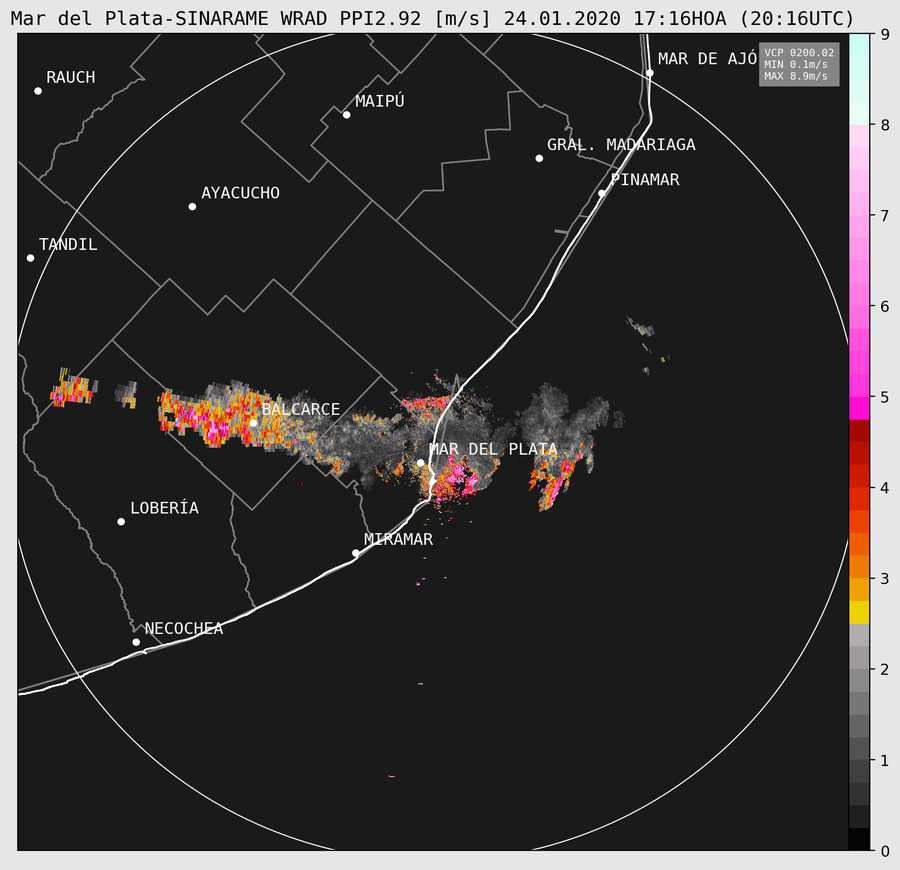 Mar del Plata-SINARAME WRAD PPI2.92 [m/s] 24.01.2020 17:16HOA (20:16UTC)
VCP 0200.02
MIN 0.1m/s
MAX 8.9m/s
MAR DE AJÓ
RAUCH
MAIPÚ
GRAL. MADARIAGA
PINAMAR
AYACUCHO
TANDIL
BALCARCE
MAR DEL PLATA
LOBERÍA
MIRAMAR
NECOCHEA
9
8
7
6
5
4
3
2
1
0